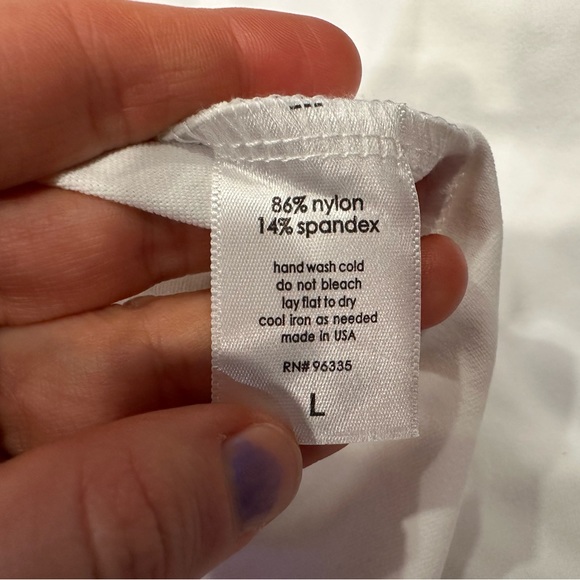 86% nylon
14% spandex
hand wash cold
do not bleach
lay flat to dry
cool iron as needed
made in USA
RN# 96335
L